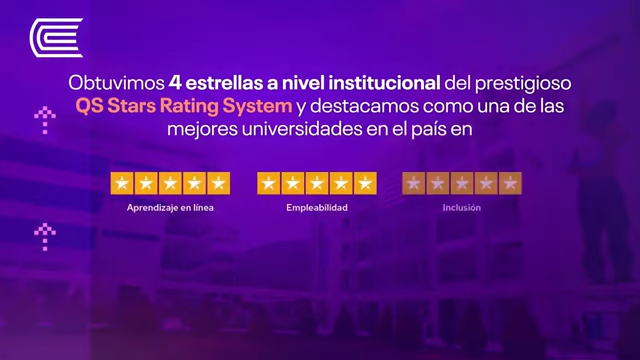 Obtuvimos 4 estrellas a nivel institucional del prestigioso
QS Stars Rating System y destacamos como una de las
mejores universidades en el país en
Aprendizaje en línea
Empleabilidad
Inclusión